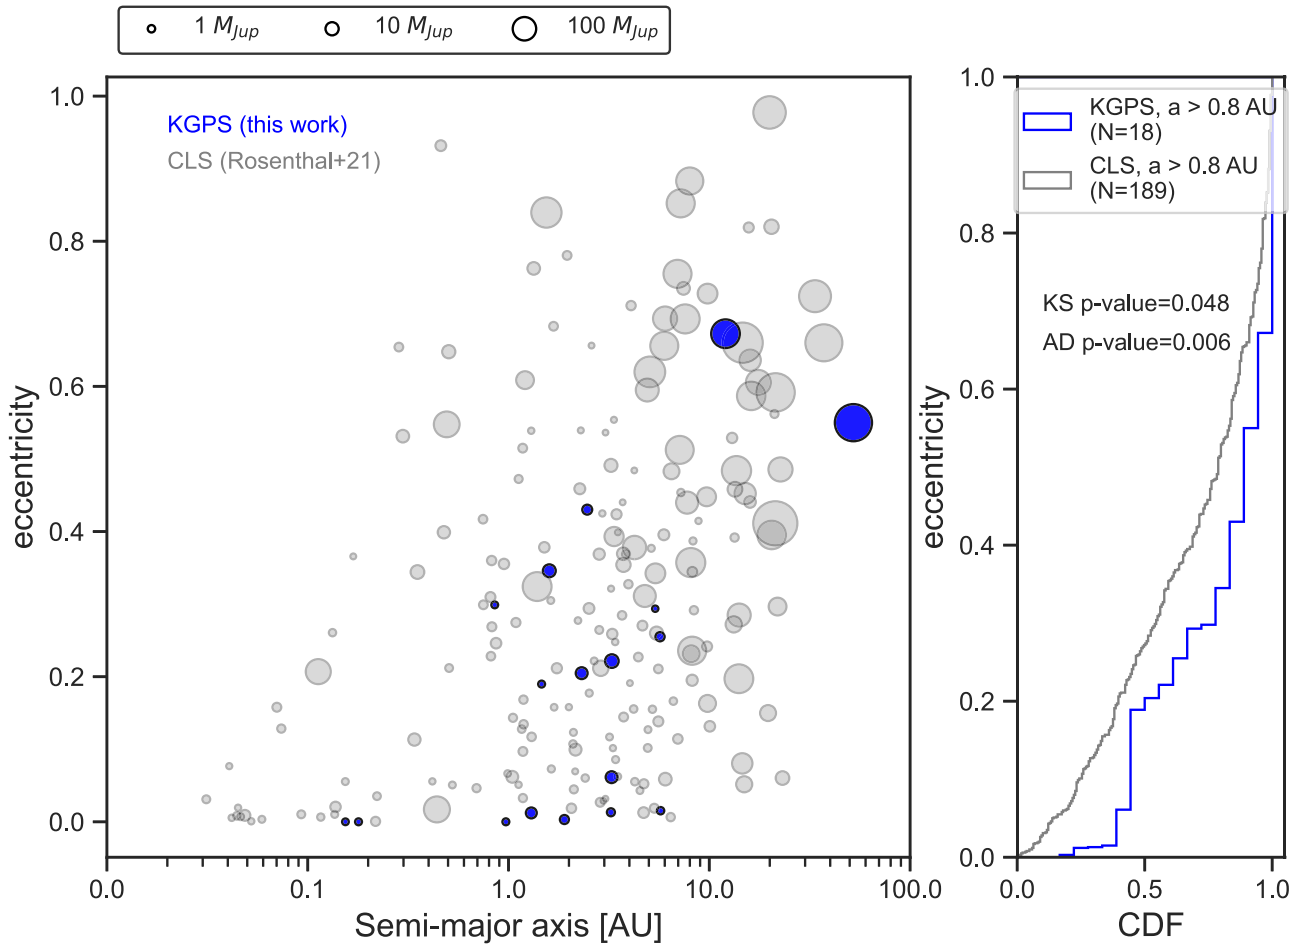 1 M_Jup 10 M_Jup 100 M_Jup
KGPS (this work)
CLS (Rosenthal+21)
1.0
0.8
0.6
0.4
0.2
0.0
eccentricity
0.0 0.1 1.0 10.0 100.0
Semi-major axis [AU]
KGPS, a > 0.8 AU
(N=18)
CLS, a > 0.8 AU
(N=189)
KS p-value=0.048
AD p-value=0.006
1.0
0.8
0.6
0.4
0.2
0.0
eccentricity
0.0 0.5 1.0
CDF